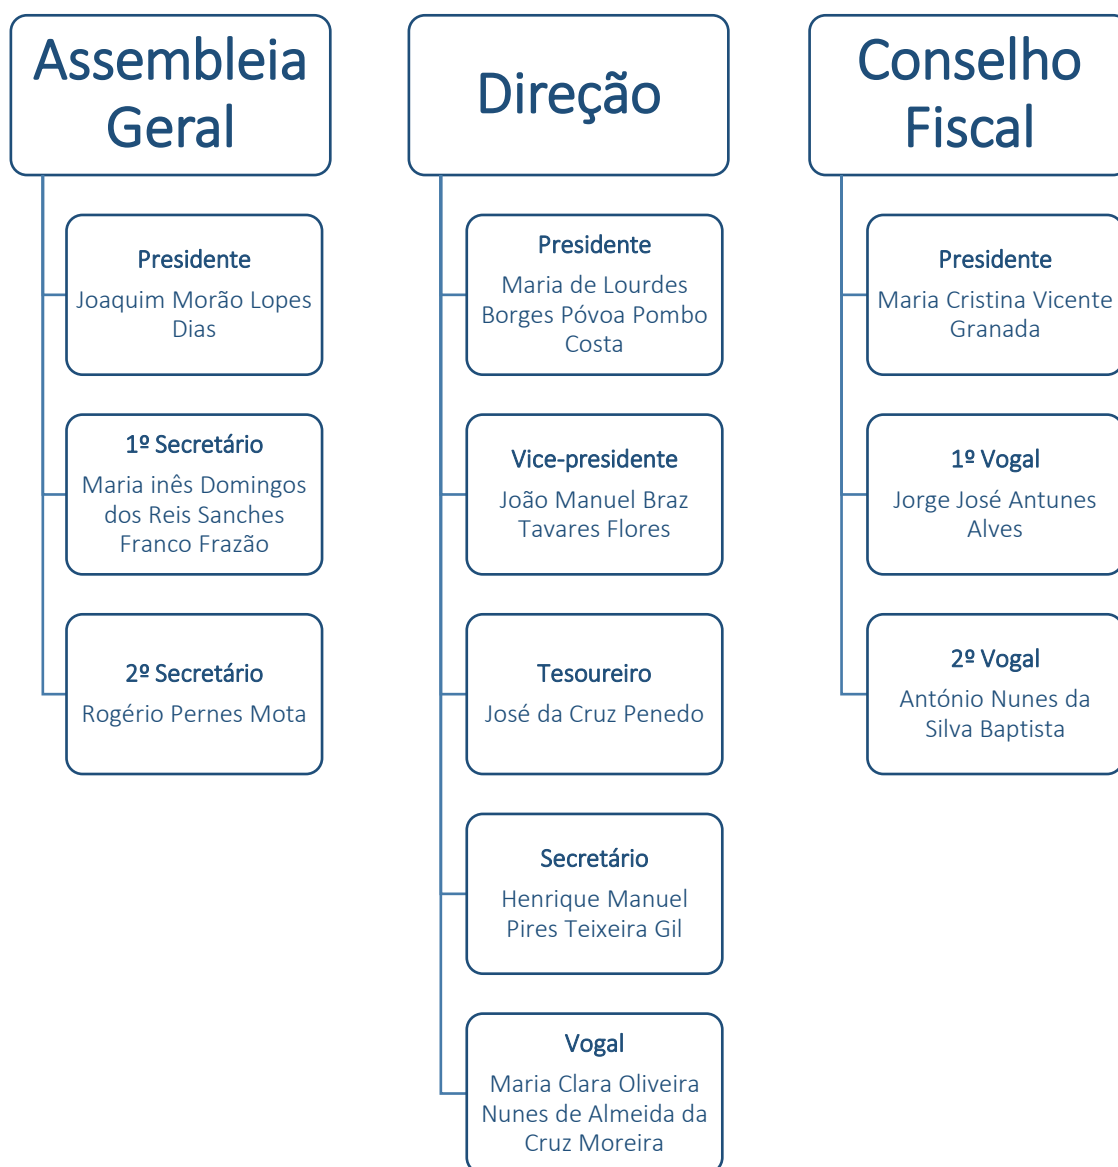 Assembleia
Geral
Presidente
Joaquim Morão Lopes
Dias
1º Secretário
Maria inês Domingos
dos Reis Sanches
Franco Frazão
2º Secretário
Rogério Pernes Mota
Direção
Presidente
Maria de Lourdes
Borges Póvoa Pombo
Costa
Vice-presidente
João Manuel Braz
Tavares Flores
Tesoureiro
José da Cruz Penedo
Secretário
Henrique Manuel
Pires Teixeira Gil
Vogal
Maria Clara Oliveira
Nunes de Almeida da
Cruz Moreira
Conselho
Fiscal
Presidente
Maria Cristina Vicente
Granada
1º Vogal
Jorge José Antunes
Alves
2º Vogal
António Nunes da
Silva Baptista